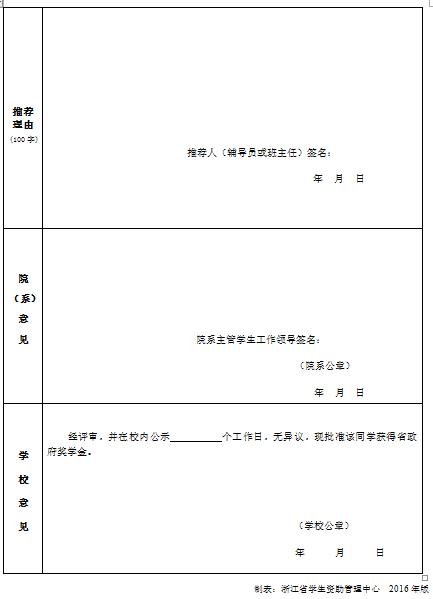 推荐
理由
（100字）
推荐人（辅导员或班主任）签名：
年 月 日
院
（系）
意
见
院系主管学生工作领导签名：
（院系公章）
年 月 日
学
校
意
见
经评审，并在校内公示__________个工作日，无异议，现批准该同学获得省政
府奖学金。
（学校公章）
年 月 日
制表：浙江省学生资助管理中心 2016年版